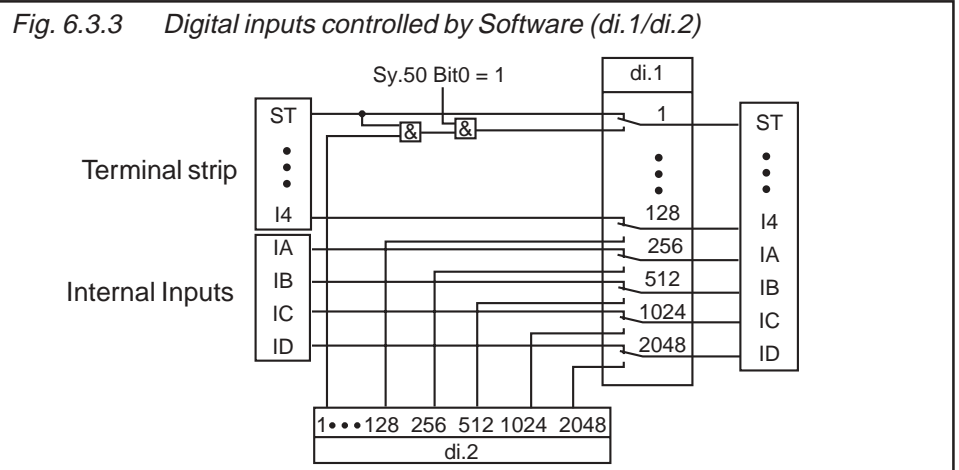 Fig. 6.3.3 Digital inputs controlled by Software (di.1/di.2)
Sy.50 Bit0 = 1
di.1
ST
&
&
1
ST
Terminal strip
I4
128
I4
IA
256
IA
Internal Inputs
IB
512
IB
IC
1024
IC
ID
2048
ID
1•••128 256 512 1024 2048
di.2